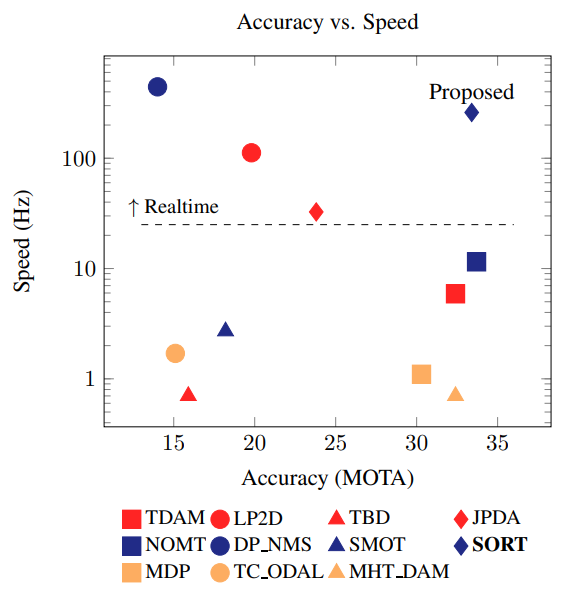 Accuracy vs. Speed
Proposed
100
↑ Realtime
10
1
Speed (Hz)
15 20 25 30 35
Accuracy (MOTA)
TDAM LP2D TBD JPDA
NOMT DP_NMS SMOT SORT
MDP TC_ODAL MHT_DAM